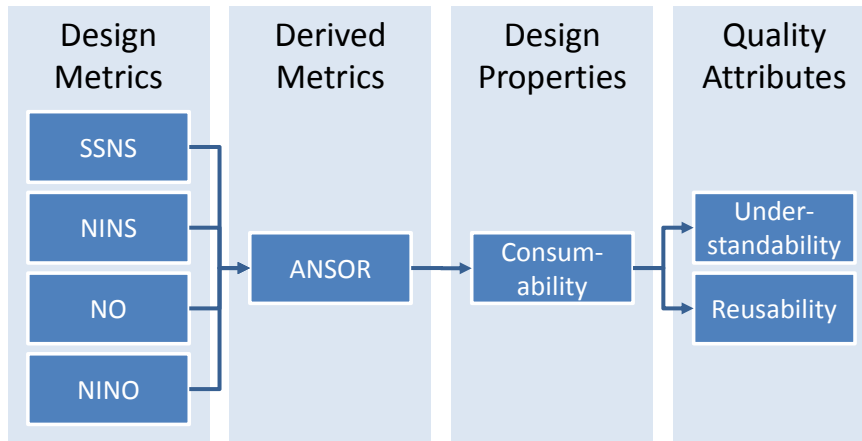 Design
Metrics
Derived
Metrics
Design
Properties
Quality
Attributes
SSNS
NINS
NO
NINO
ANSOR
Consum-
ability
Under-
standability
Reusability